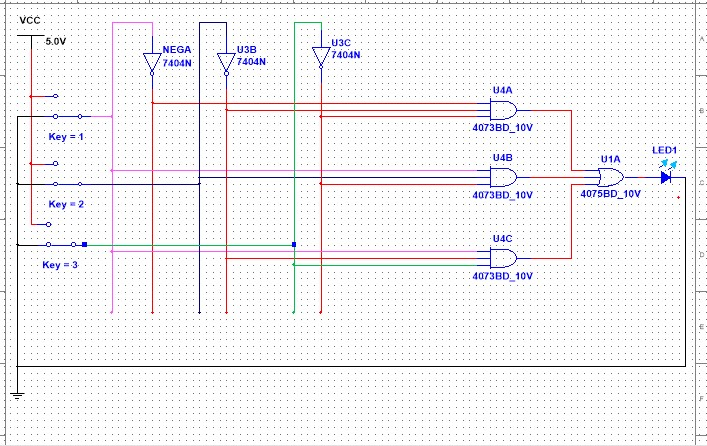 VCC
5.0V
NEGA
7404N
U3B
7404N
U3C
7404N
U4A
4073BD_10V
Key = 1
U4B
4073BD_10V
U1A
4075BD_10V
LED1
Key = 2
U4C
4073BD_10V
Key = 3
A
B
D
E
F